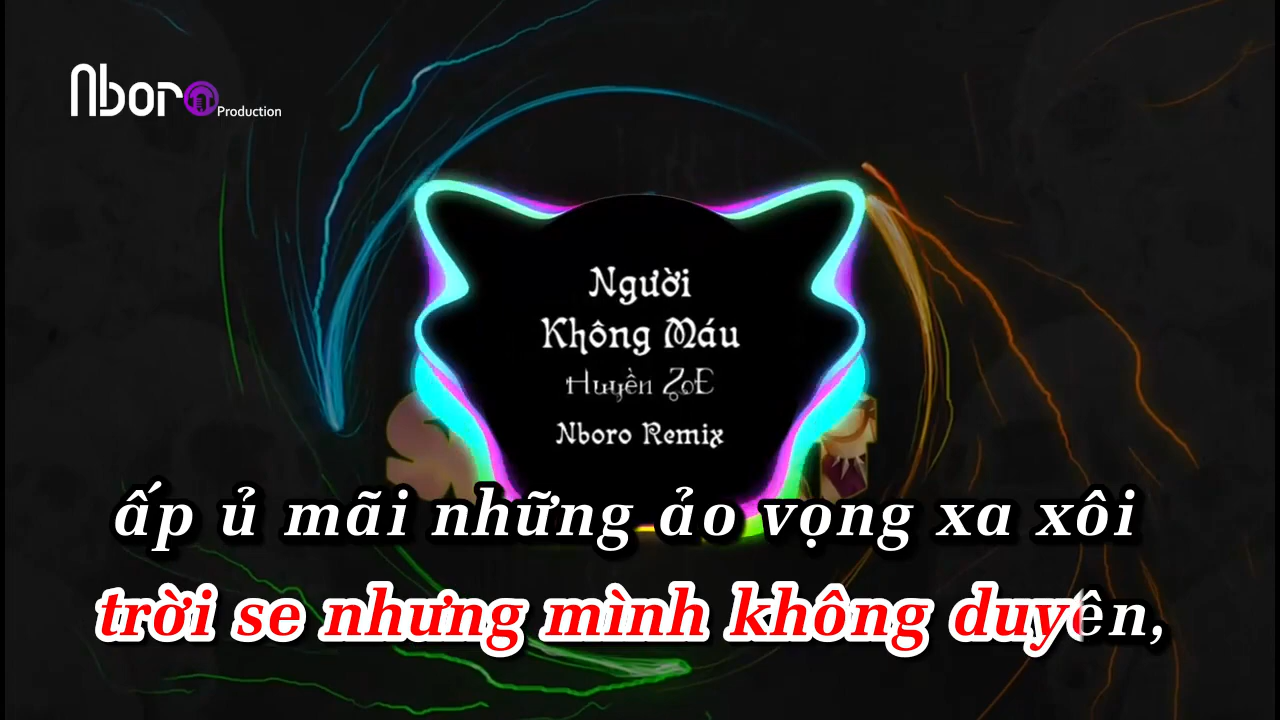 Nboro Production
Người
Không Máu
Huyền ZoE
Nboro Remix
ấp ủ mãi những ảo vọng xa xôi
trời se nhưng mình không duyên,